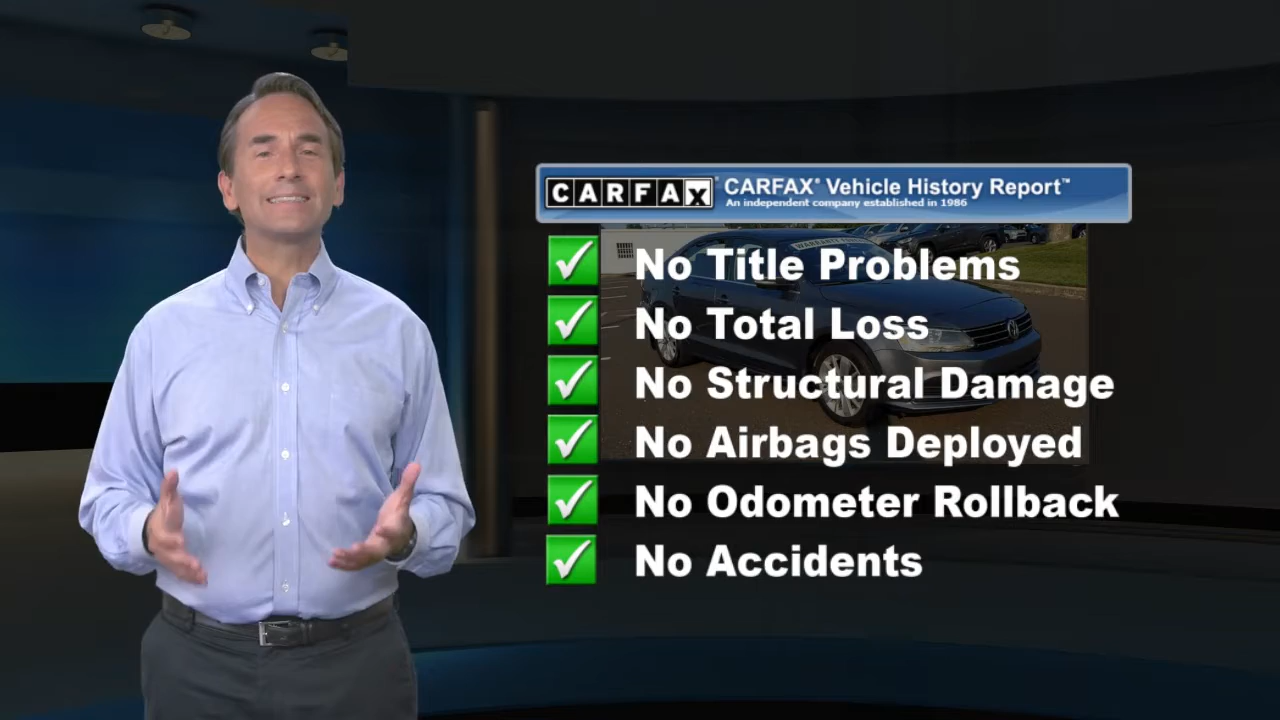 CARFAX® CARFAX® Vehicle History Report™
An independent company established in 1986
No Title Problems
No Total Loss
No Structural Damage
No Airbags Deployed
No Odometer Rollback
No Accidents